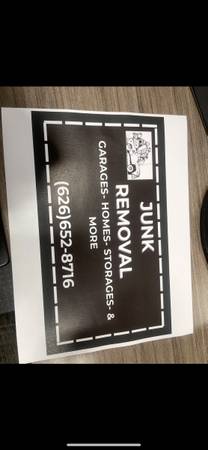 JUNK
REMOVAL
GARAGES- HOMES- STORAGES- &
MORE
(626)652-8716